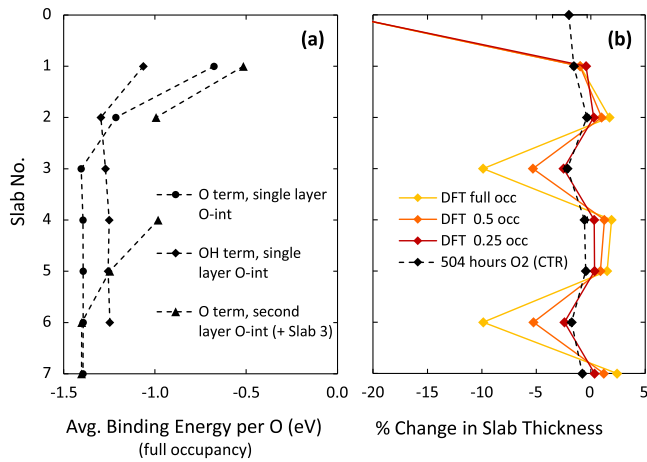 (a)
(b)
Slab No.
0
1
2
3
4
5
6
7
O term, single layer
O-int
OH term, single
layer O-int
O term, second
layer O-int (+ Slab 3)
-1.5
-1.0
-0.5
0.0
Avg. Binding Energy per O (eV)
(full occupancy)
DFT full occ
DFT 0.5 occ
DFT 0.25 occ
504 hours O2 (CTR)
-20
-15
-10
-5
0
5
% Change in Slab Thickness